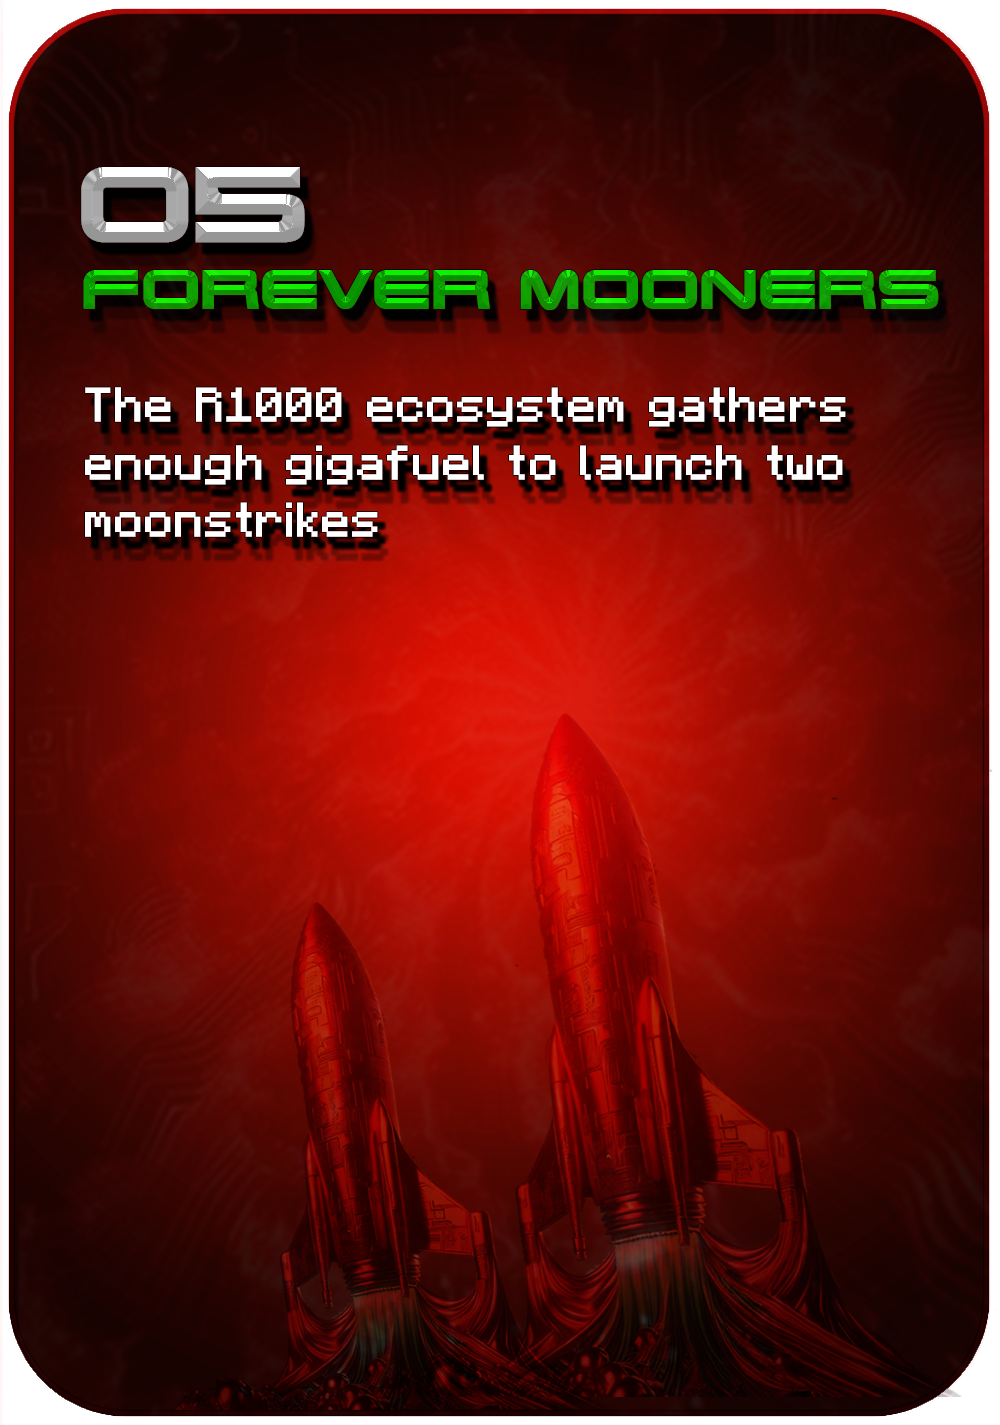 05
FOREVER MOONERS
The R1000 ecosystem gathers
enough gigafuel to launch two
moonstrikes